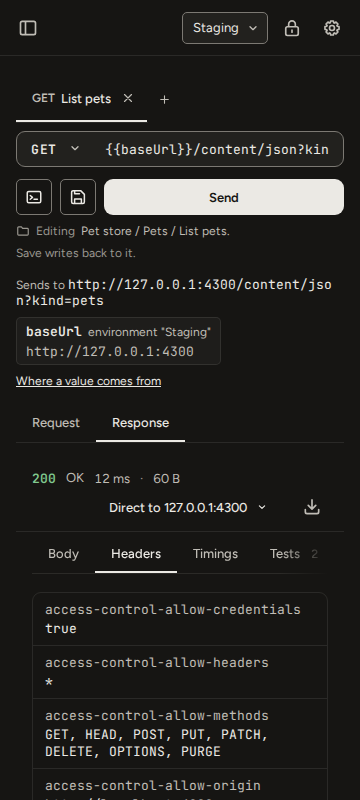 Staging
GET List pets
GET {{baseUrl}}/content/json?kin
Send
Editing Pet store / Pets / List pets.
Save writes back to it.
Sends to http://127.0.0.1:4300/content/jso
n?kind=pets
baseUrl environment "Staging"
http://127.0.0.1:4300
Where a value comes from
Request Response
200 OK 12 ms · 60 B
Direct to 127.0.0.1:4300
Body Headers Timings Tests 2
access-control-allow-credentials
true
access-control-allow-headers
*
access-control-allow-methods
GET, HEAD, POST, PUT, PATCH,
DELETE, OPTIONS, PURGE
access-control-allow-origin